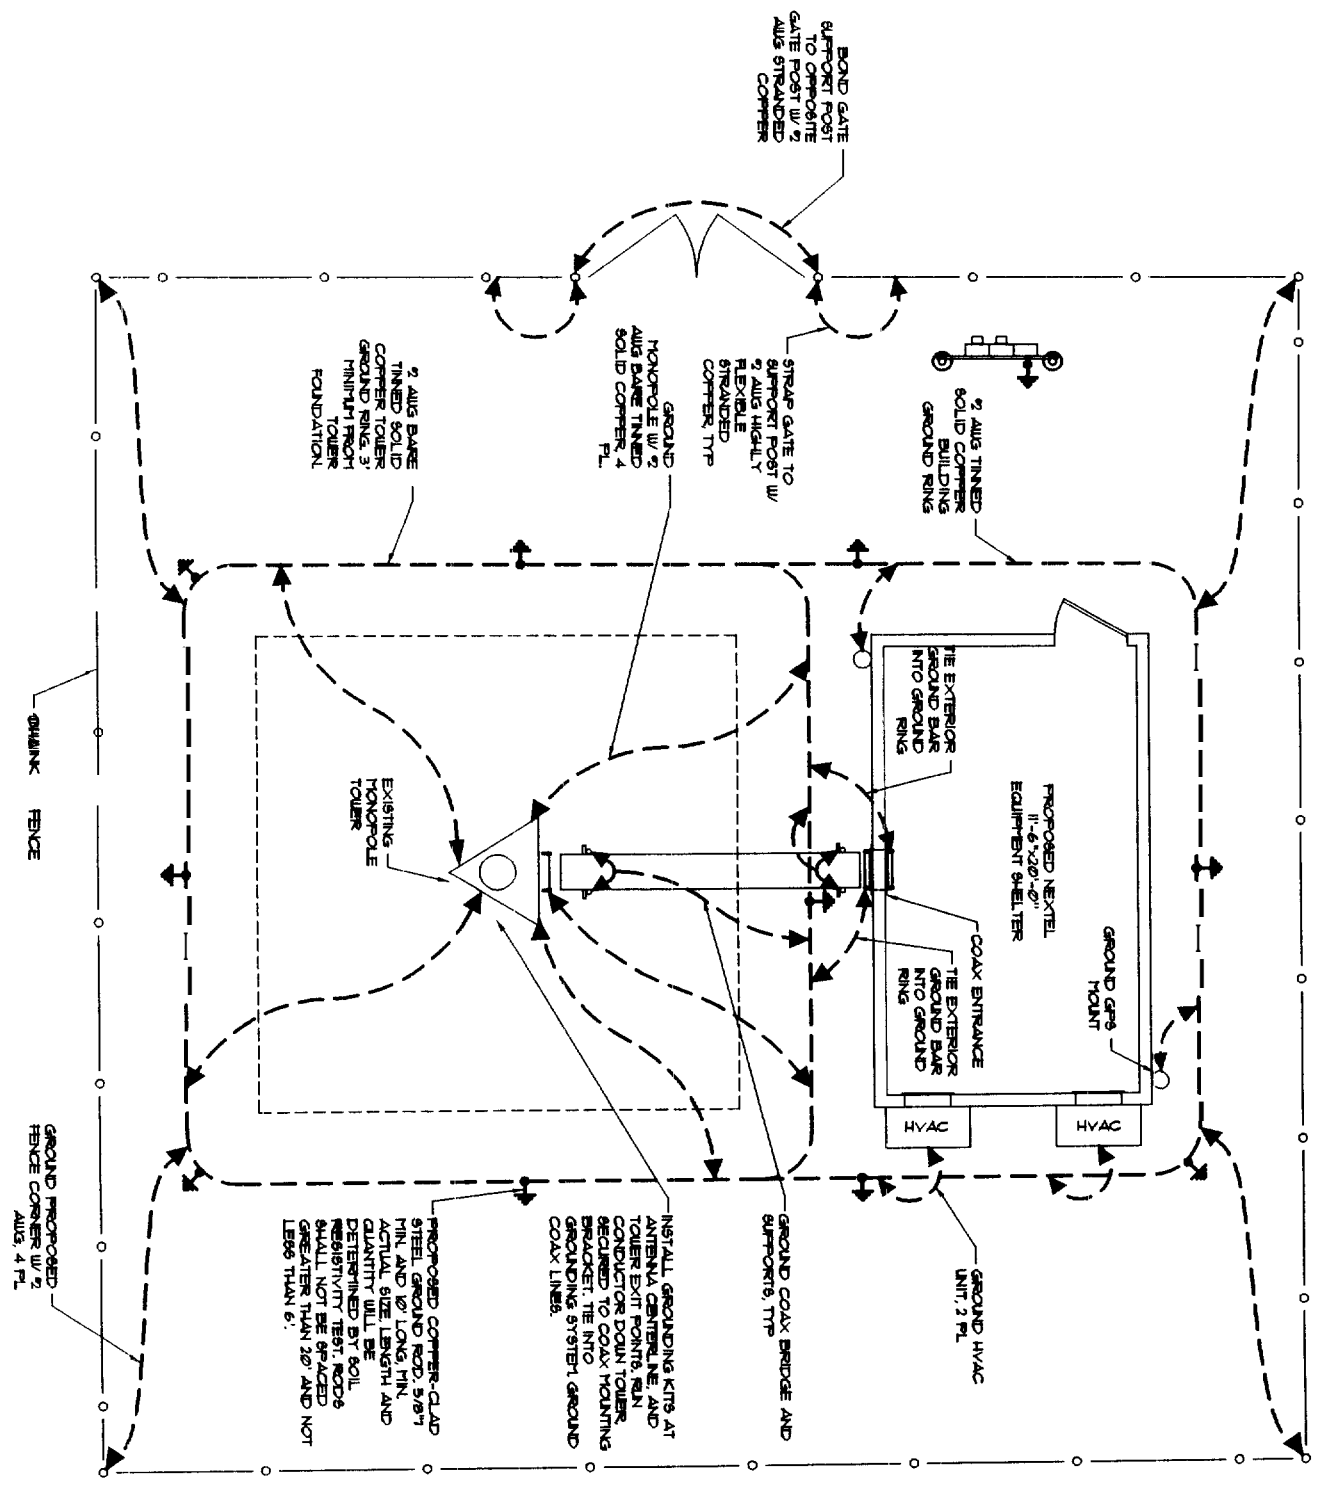 BOND GATE
SUPPORT POST
TO OPPOSITE
GATE POST W/ #2
AWG STRANDED
COPPER
#2 AWG TINNED
SOLID COPPER
BUILDING
GROUND RING
STRAP GATE TO
SUPPORT POST W/
#2 AWG HIGHLY
FLEXIBLE
STRANDED
COPPER, TYP
GROUND
MONOPOLE W/ #2
AWG BARE TINNED
SOLID COPPER, 4
PL.
#2 AWG BARE
TINNED SOLID
COPPER TOWER
GROUND RING. 3'
MINIMUM FROM
TOWER
FOUNDATION.
TIE EXTERIOR
GROUND BAR
INTO GROUND
RING
PROPOSED NEXTEL
11'-6"x20'-0"
EQUIPMENT SHELTER
GROUND GPS
MOUNT
COAX ENTRANCE
TIE EXTERIOR
GROUND BAR
INTO GROUND
RING
HVAC
HVAC
EXISTING
MONOPOLE
TOWER
FENCE
GROUND HVAC
UNIT, 2 PL
GROUND COAX BRIDGE AND
SUPPORTS, TYP
INSTALL GROUNDING KITS AT
ANTENNA CENTERLINE, AND
TOWER EXIT POINTS. RUN
CONDUCTOR DOWN TOWER,
SECURED TO COAX MOUNTING
BRACKET. TIE INTO
GROUNDING SYSTEM. GROUND
COAX LINES.
PROPOSED COPPER-CLAD
STEEL GROUND ROD, 5/8"1
MIN. AND 10' LONG, MIN.
ACTUAL SIZE, LENGTH AND
QUANTITY WILL BE
DETERMINED BY SOIL
RESISTIVITY TEST. RODS
SHALL NOT BE SPACED
GREATER THAN 20' AND NOT
LESS THAN 6'.
GROUND PROPOSED
FENCE CORNER W/ #2
AWG, 4 PL